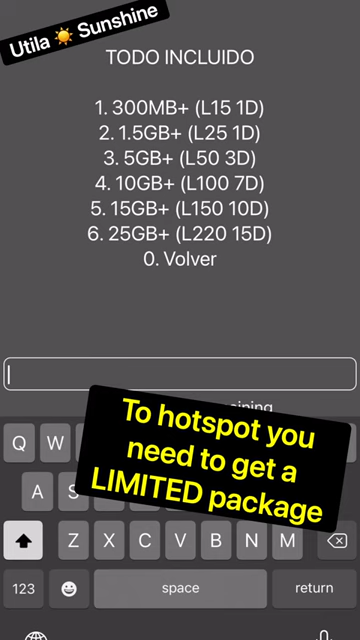 Utila ☀️ Sunshine
TODO INCLUIDO
1. 300MB+ (L15 1D)
2. 1.5GB+ (L25 1D)
3. 5GB+ (L50 3D)
4. 10GB+ (L100 7D)
5. 15GB+ (L150 10D)
6. 25GB+ (L220 15D)
0. Volver
To hotspot you
need to get a
LIMITED package
Q W
A S
Z X C V B N M
123 space return